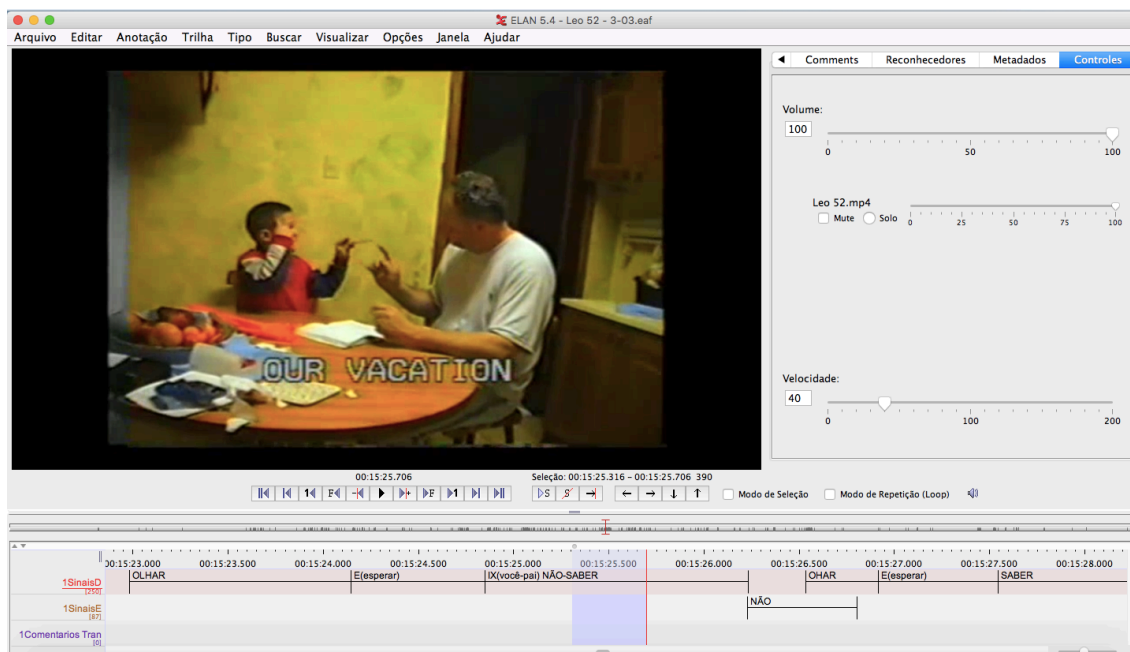 ELAN 5.4 - Leo 52 - 3-03.eaf
Arquivo Editar Anotação Trilha Tipo Buscar Visualizar Opções Janela Ajudar
Comments Reconhecedores Metadados Controles
Volume:
100
0 50 100
Leo 52.mp4
Mute Solo
0 25 50 75 100
OUR VACATION
Velocidade:
40
0 100 200
00:15:25.706 Seleção: 00:15:25.316 - 00:15:25.706 390
1 F F 1 S S Modo de Seleção Modo de Repetição (Loop)
00:15:23.000 00:15:23.500 00:15:24.000 00:15:24.500 00:15:25.000 00:15:25.500 00:15:26.000 00:15:26.500 00:15:27.000 00:15:27.500 00:15:28.000
1SinaisD OLHAR E(esperar) IX(você-pai) NÃO-SABER OHAR E(esperar) SABER
[250]
1SinaisE NÃO
[87]
1Comentarios Tran
[0]